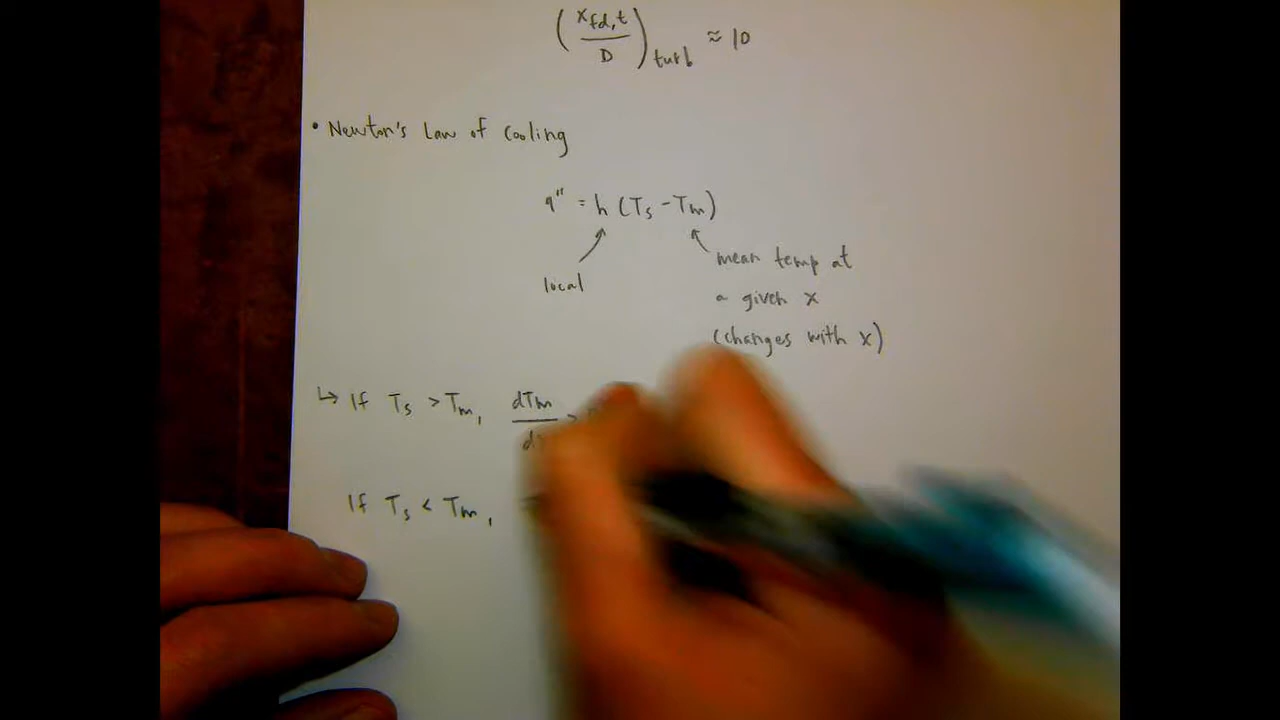 (x_fd,t / D)_turb ≈ 10
• Newton's Law of Cooling
q" = h (Ts - Tm)
local
mean temp at
a given x
(changes with x)
↳ If Ts > Tm, dTm
If Ts < Tm,